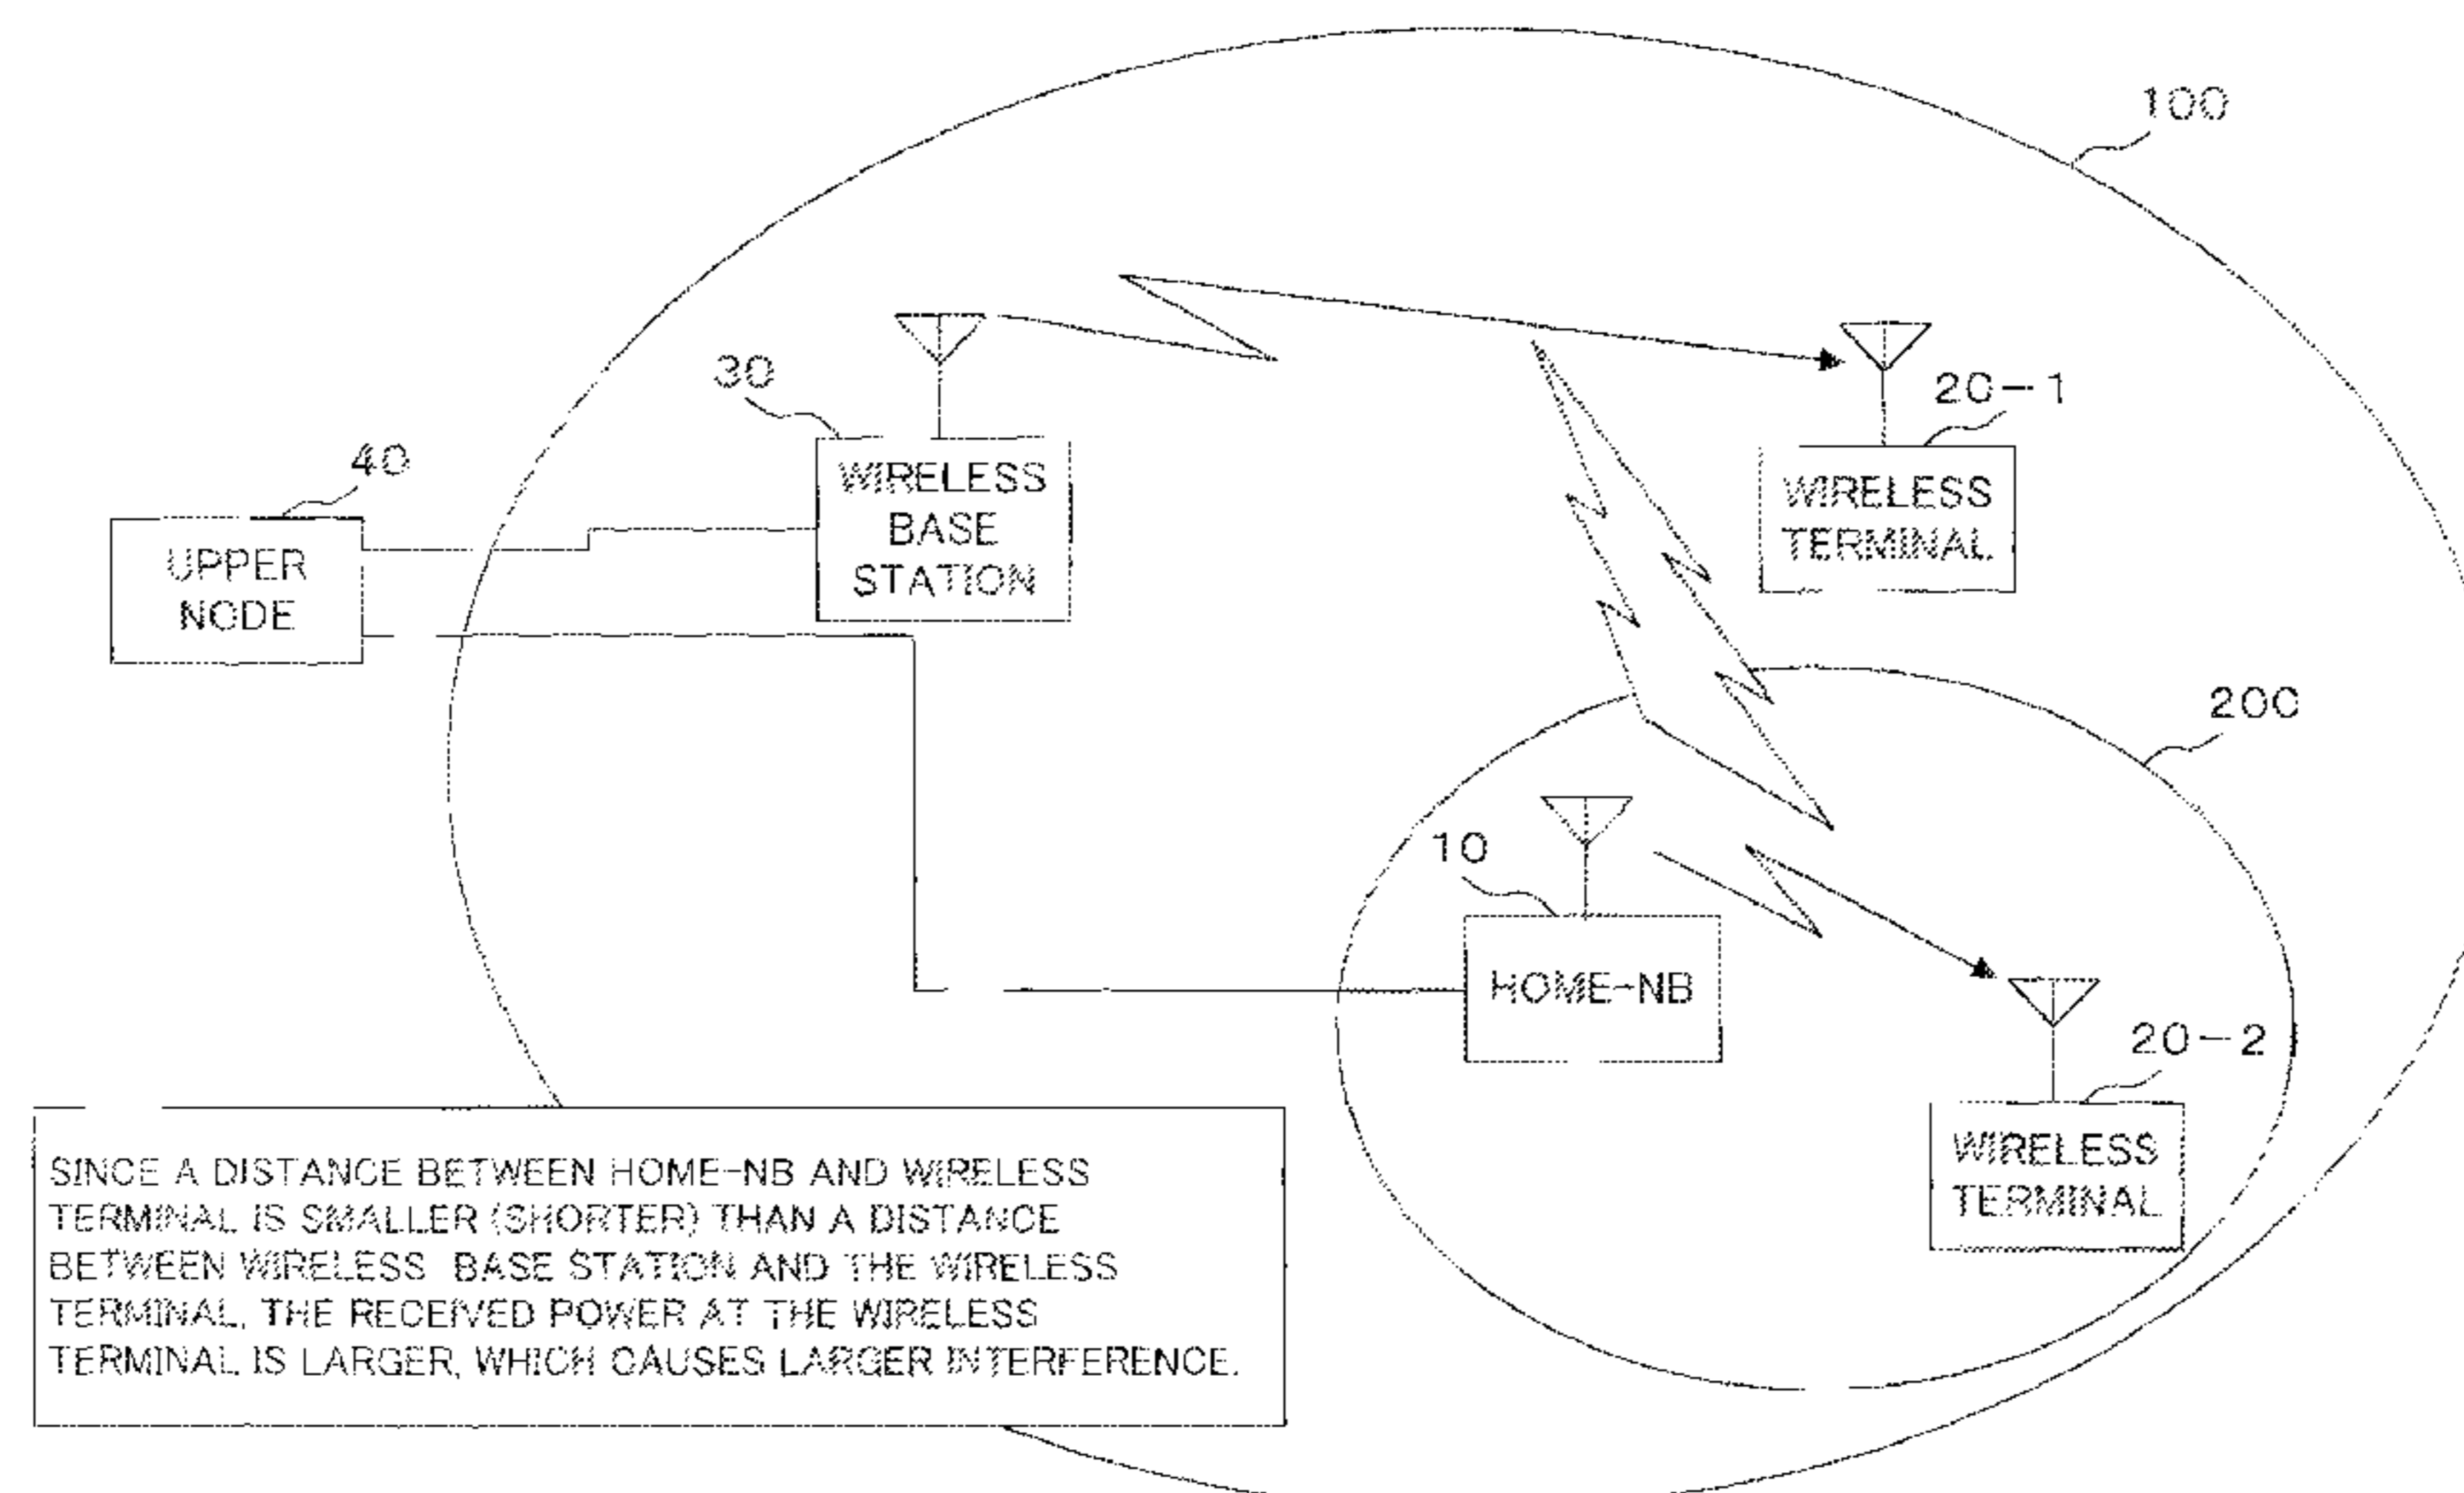 100
30
20-1
40
WIRELESS
BASE
STATION
WIRELESS
TERMINAL
UPPER
NODE
200
10
HOME-NB
20-2
WIRELESS
TERMINAL
SINCE A DISTANCE BETWEEN HOME-NB AND WIRELESS
TERMINAL IS SMALLER (SHORTER) THAN A DISTANCE
BETWEEN WIRELESS BASE STATION AND THE WIRELESS
TERMINAL, THE RECEIVED POWER AT THE WIRELESS
TERMINAL IS LARGER, WHICH CAUSES LARGER INTERFERENCE.